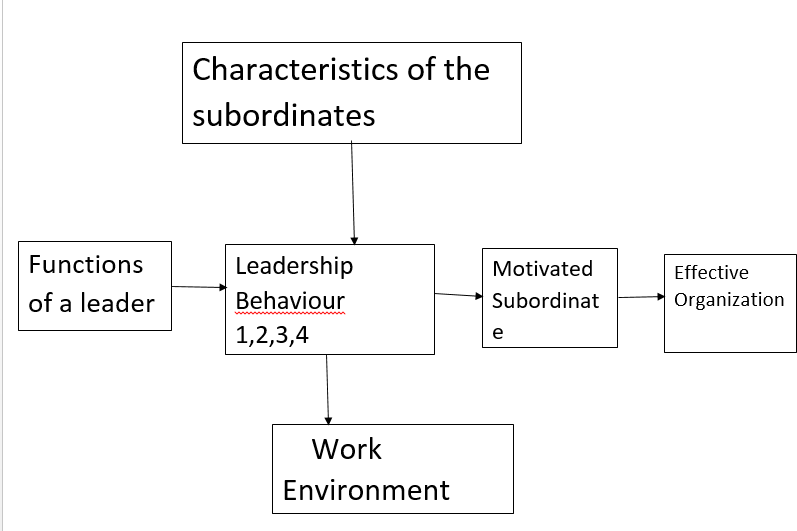 Characteristics of the
subordinates
Functions
of a leader
Leadership
Behaviour
1,2,3,4
Motivated
Subordinat
e
Effective
Organization
Work
Environment